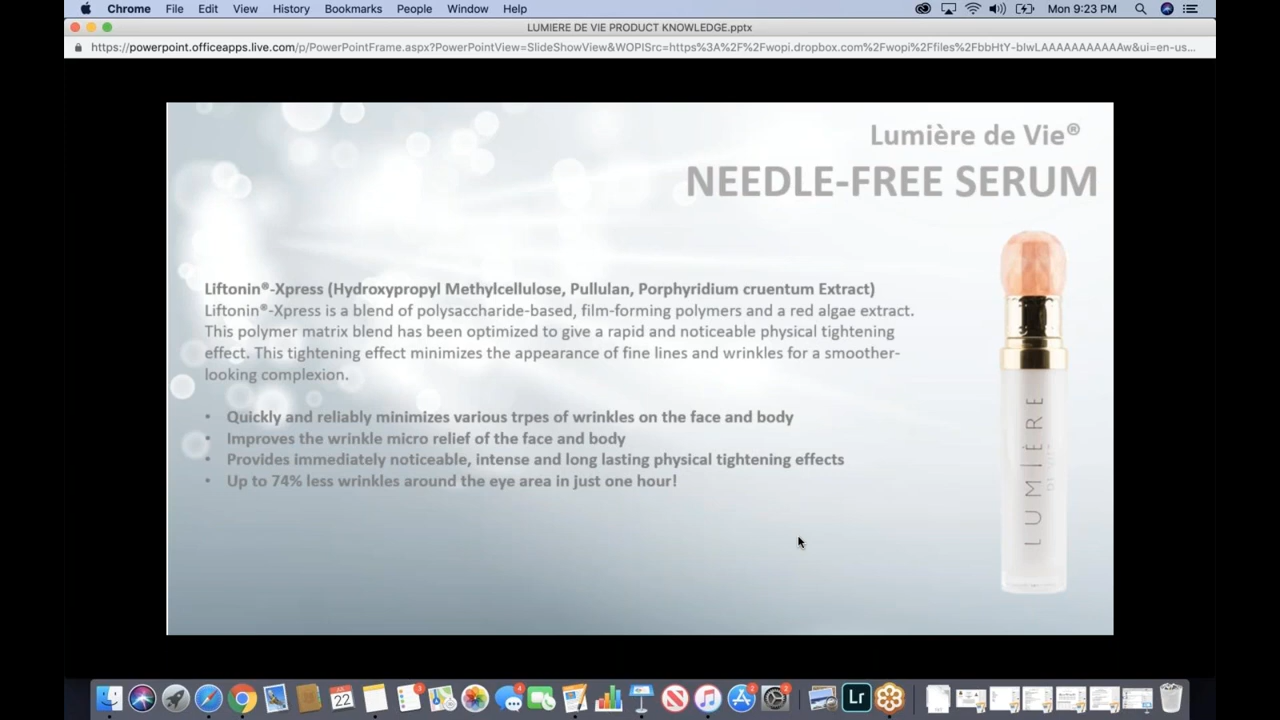 Chrome File Edit View History Bookmarks People Window Help Mon 9:23 PM
LUMIERE DE VIE PRODUCT KNOWLEDGE.pptx
https://powerpoint.officeapps.live.com/p/PowerPointFrame.aspx?PowerPointView=SlideShowView&WOPISrc=https%3A%2F%2Fwopi.dropbox.com%2Fwopi%2Ffiles%2FbbHtY-bIwLAAAAAAAAAAAw&ui=en-us...
Lumière de Vie®
NEEDLE-FREE SERUM
Liftonin®-Xpress (Hydroxypropyl Methylcellulose, Pullulan, Porphyridium cruentum Extract)
Liftonin®-Xpress is a blend of polysaccharide-based, film-forming polymers and a red algae extract.
This polymer matrix blend has been optimized to give a rapid and noticeable physical tightening
effect. This tightening effect minimizes the appearance of fine lines and wrinkles for a smoother-
looking complexion.
• Quickly and reliably minimizes various trpes of wrinkles on the face and body
• Improves the wrinkle micro relief of the face and body
• Provides immediately noticeable, intense and long lasting physical tightening effects
• Up to 74% less wrinkles around the eye area in just one hour!
LUMIÈRE
DE VIE
22
Lr